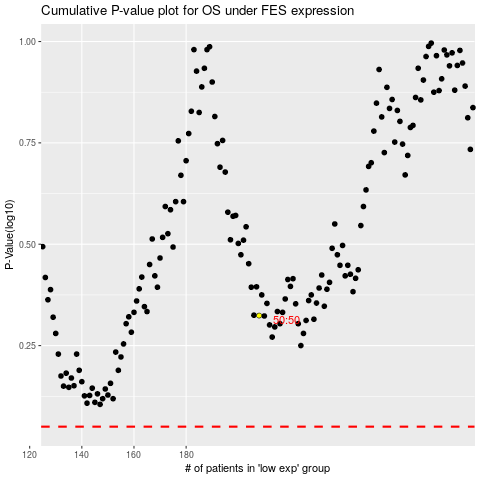 Cumulative P-value plot for OS under FES expression
1.00
0.75
0.50
0.25
P-Value(log10)
50:50
120 140 160 180
# of patients in 'low exp' group